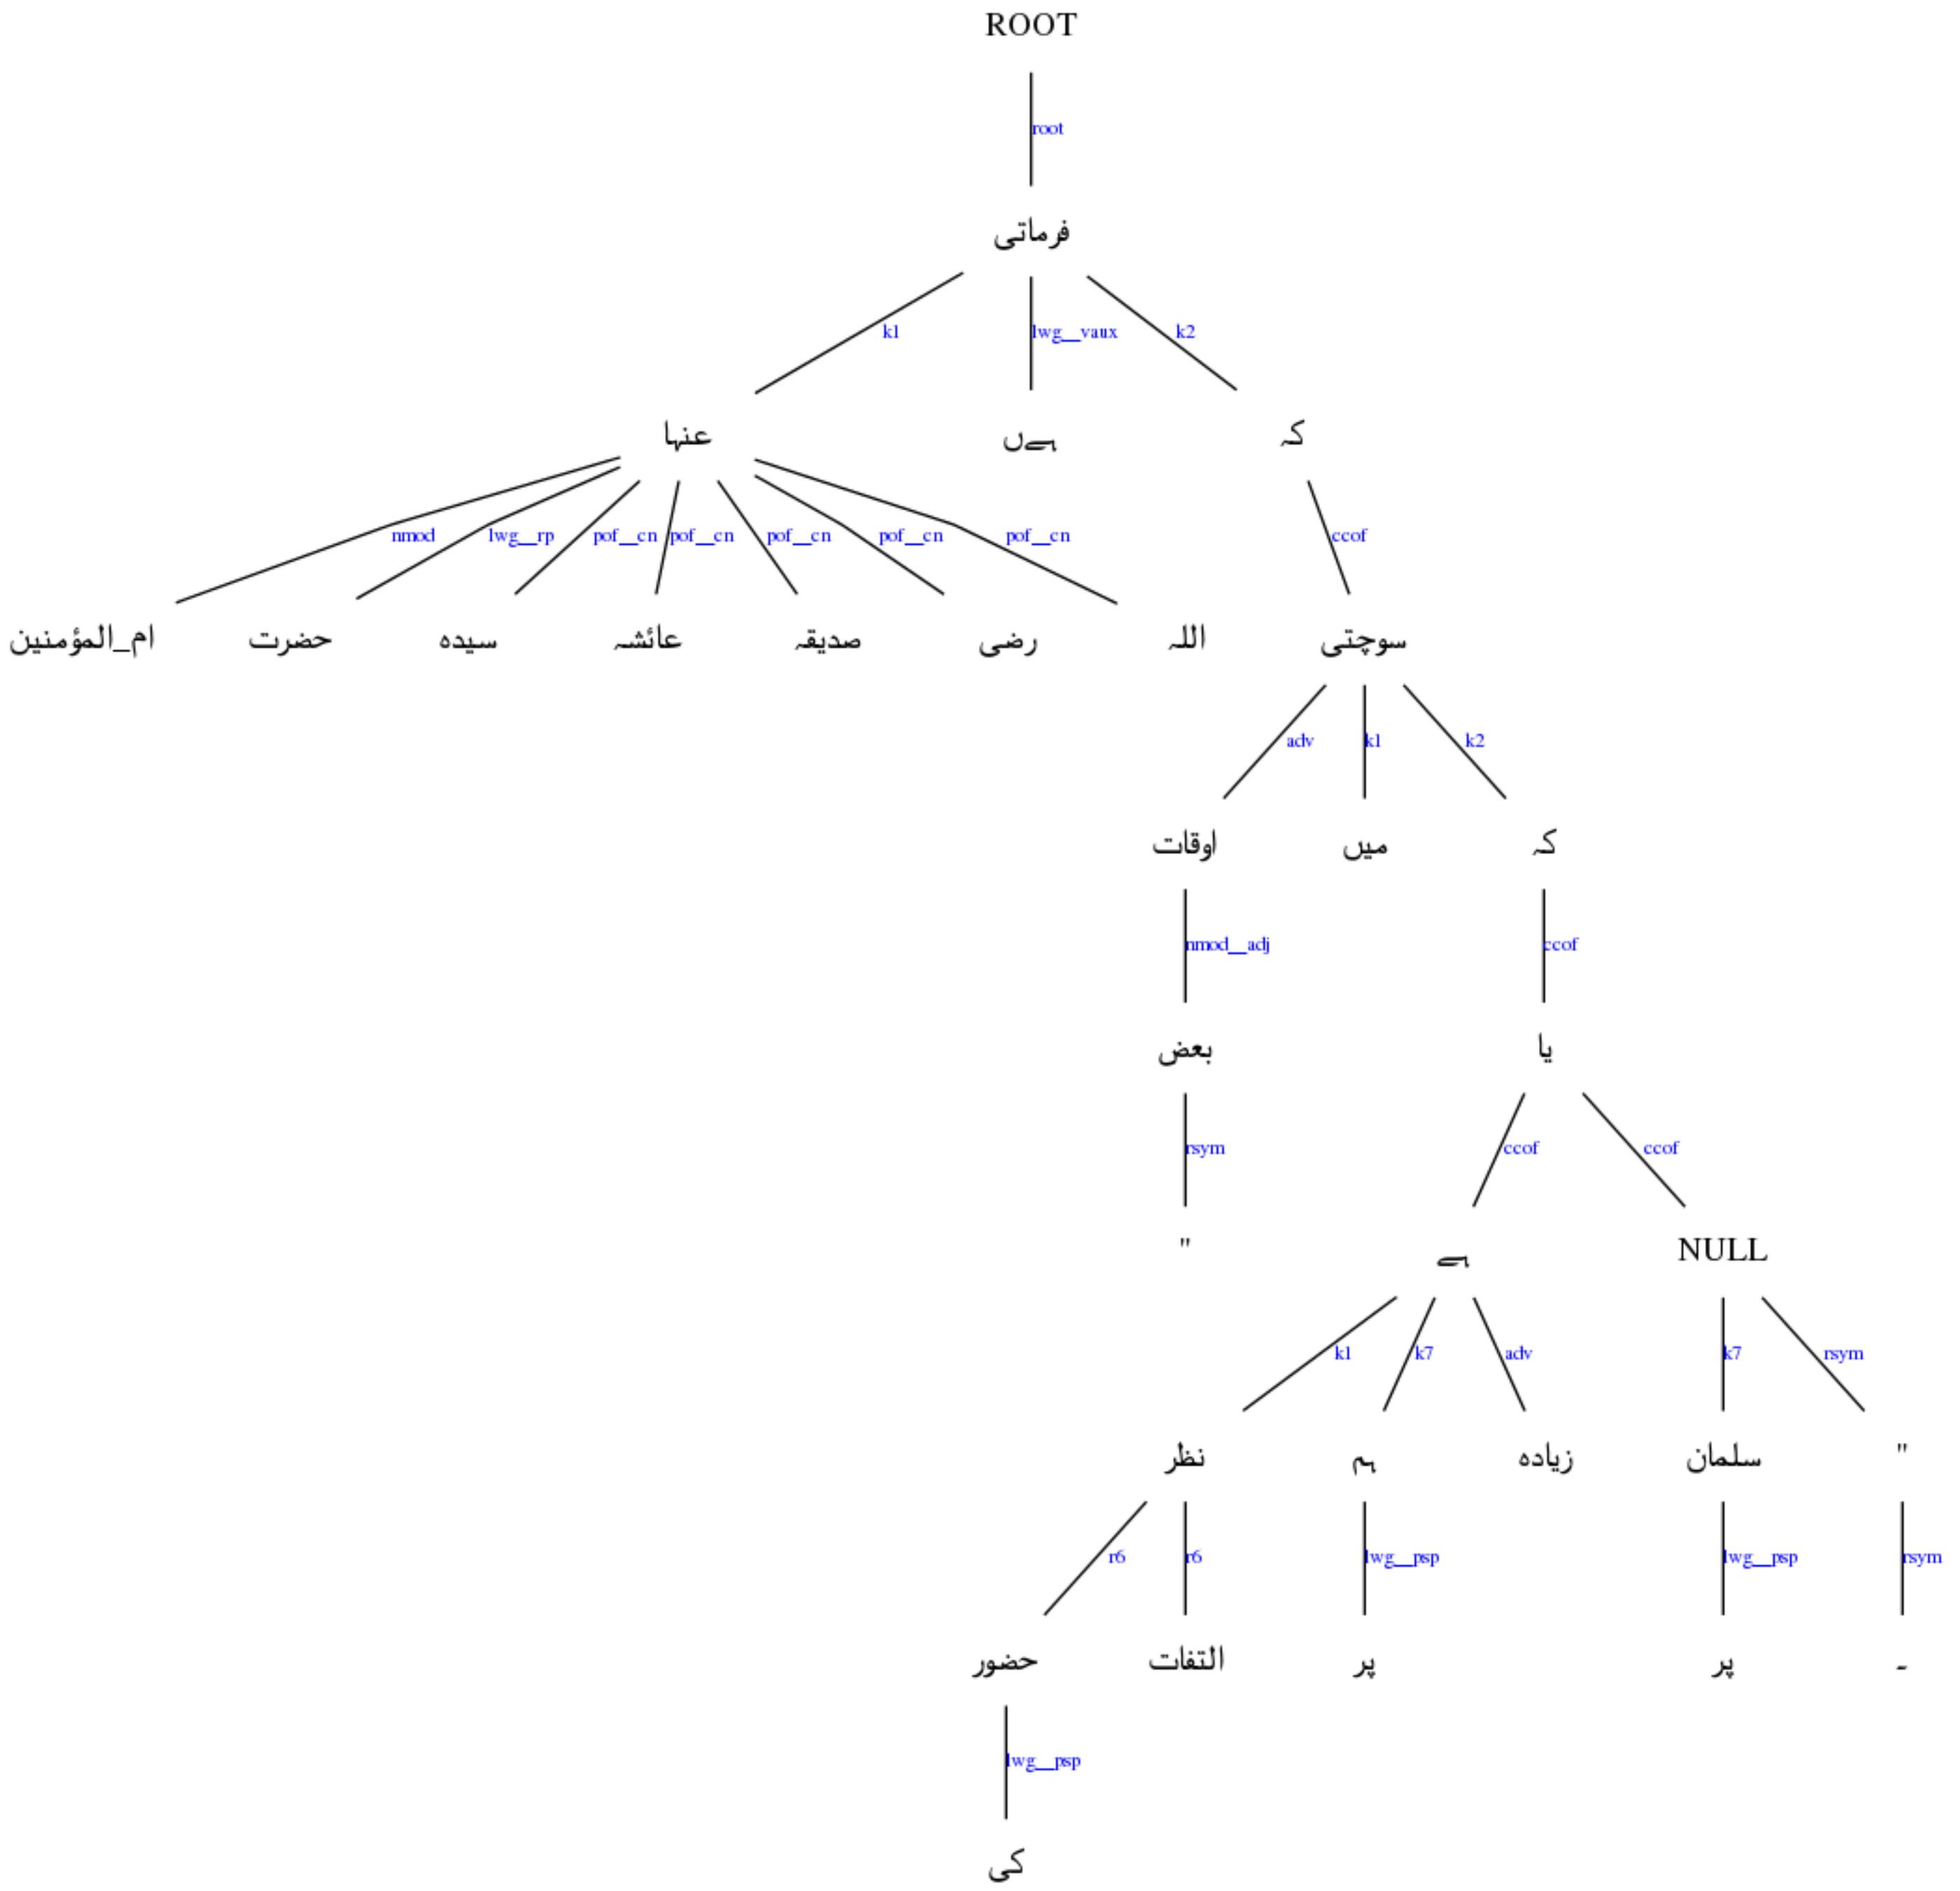 ROOT
root
فرماتی
k1 lwg__vaux k2
عنہا ہےں کہ
nmod lwg__rp pof__cn pof__cn pof__cn pof__cn pof__cn ccof
ام_المؤمنین حضرت سیدہ عائشہ صدیقہ رضی اللہ سوچتی
adv k1 k2
اوقات میں کہ
nmod__adj ccof
بعض یا
rsym ccof ccof
" ہے NULL
k1 k7 adv k7 rsym
نظر ہم زیادہ سلمان "
r6 r6 lwg__psp lwg__psp rsym
حضور التفات پر پر ۔
lwg__psp
کی